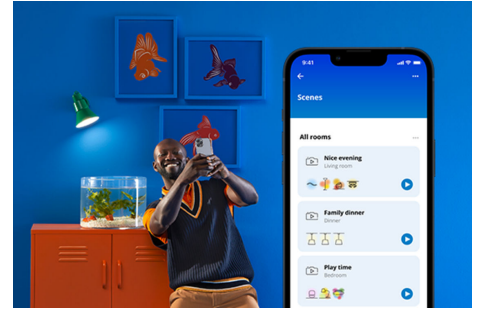 9:41
Scenes
All rooms
Nice evening
Living room
Family dinner
Dinner
Play time
Bedroom